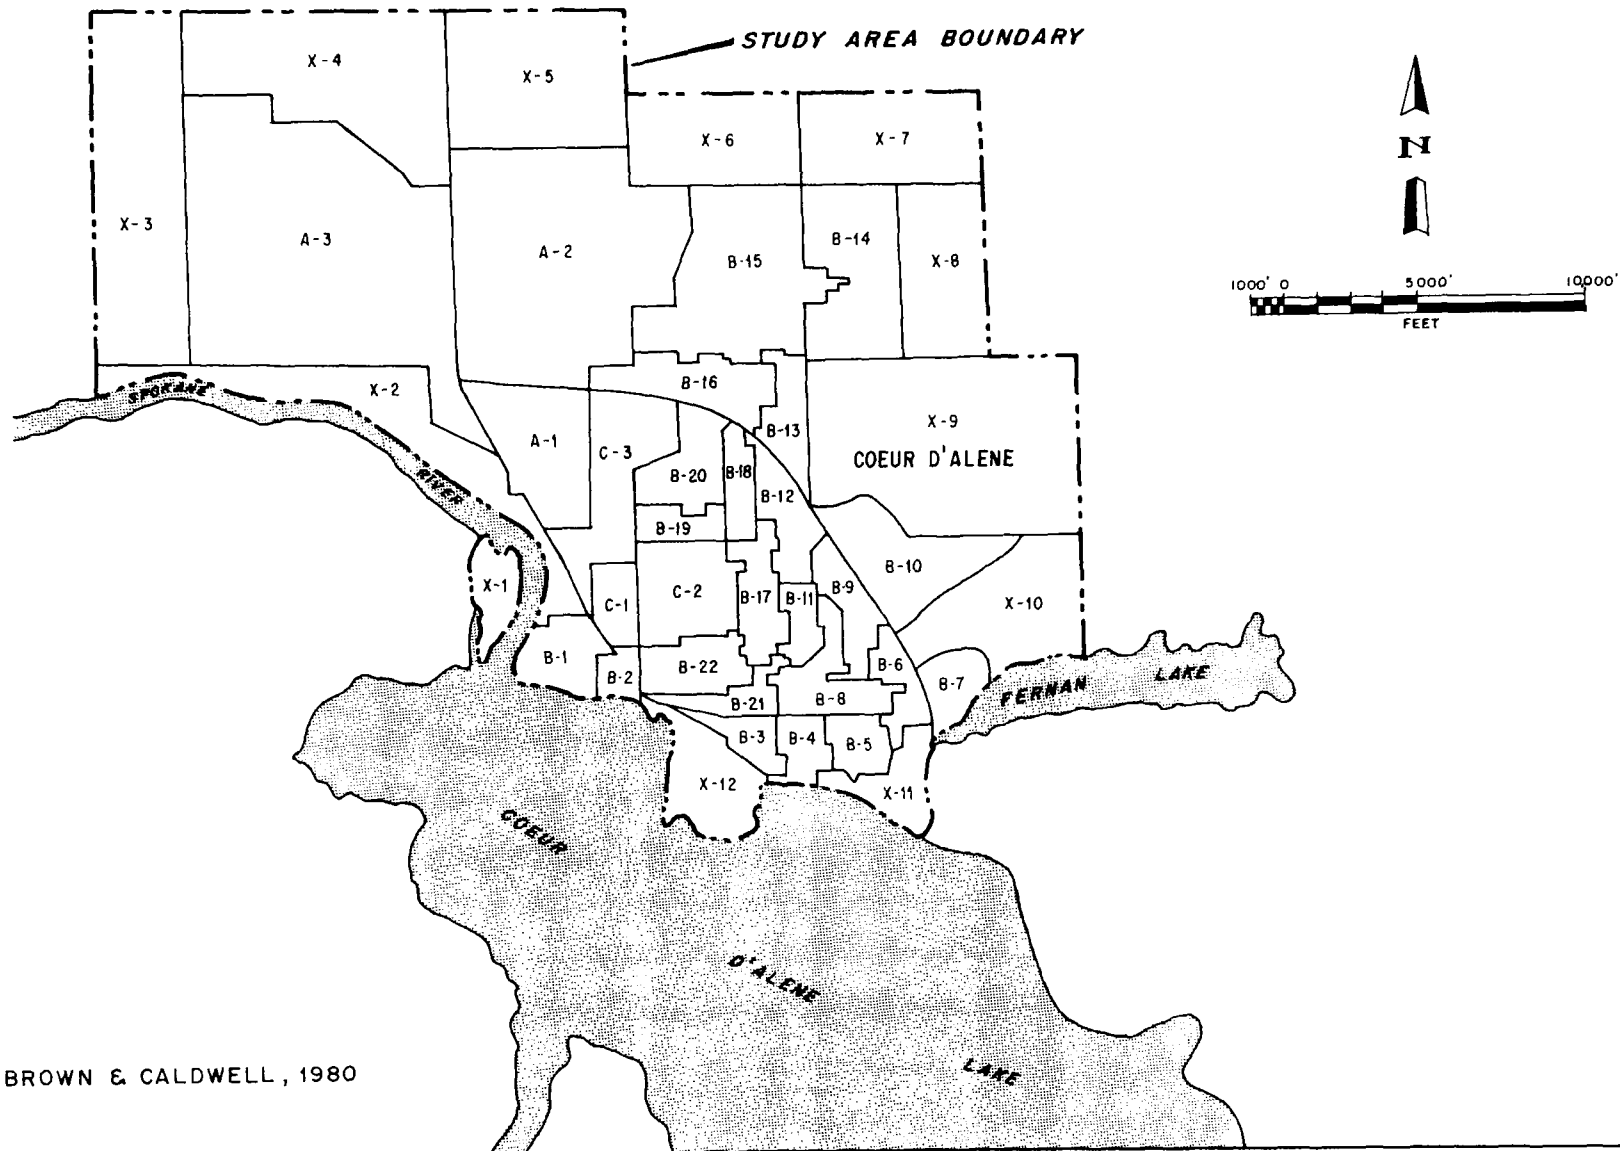 STUDY AREA BOUNDARY
X-4
X-5
X-6
X-7
N
X-3
A-3
A-2
B-15
B-14
X-8
1000' 0 5000' 10000'
FEET
X-2
SPOKANE
RIVER
B-16
A-1
C-3
B-13
X-9
COEUR D'ALENE
B-20
B-18
B-12
B-19
X-1
C-1
C-2
B-17
B-11
B-9
B-10
X-10
B-1
B-2
B-22
B-6
B-7
B-21
B-8
FERNAN LAKE
B-3
B-4
B-5
X-12
X-11
COEUR
D'ALENE
LAKE
BROWN & CALDWELL, 1980